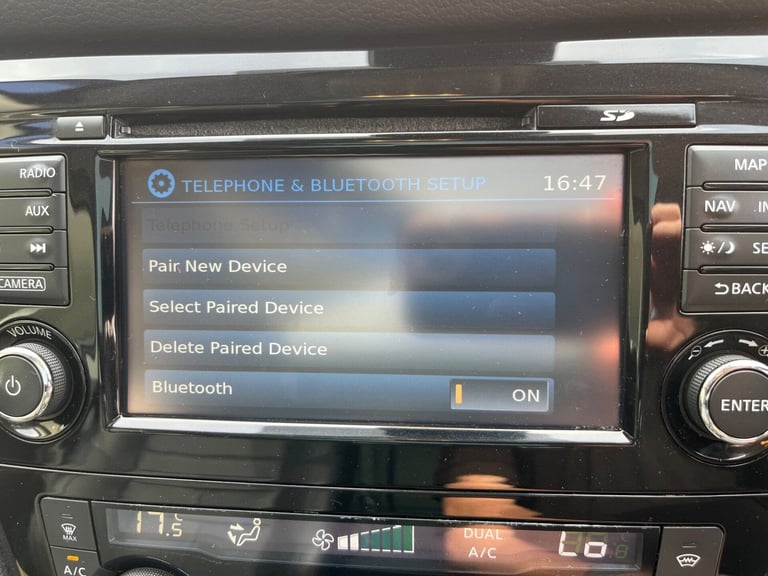 SD
RADIO
MAP
TELEPHONE & BLUETOOTH SETUP 16:47
AUX
NAV
Telephone Setup
Pair New Device
CAMERA
BACK
Select Paired Device
VOLUME
Delete Paired Device
Bluetooth ON
ENTER
17.5°C
DUAL
A/C
Lo
MAX
A/C